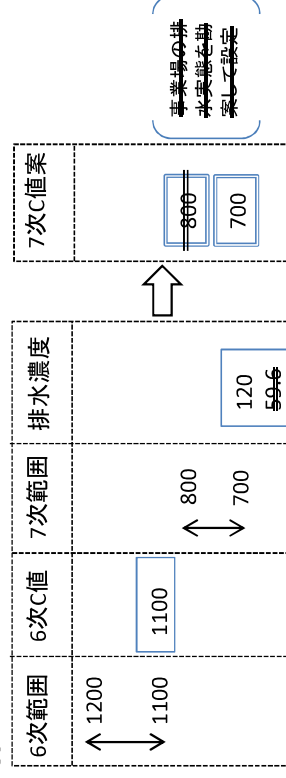 6次範囲
6次C値
7次範囲
排水濃度
7次C値案
1200
1100
1100
800
700
120
59.6
800
700
事業場の排
水実態を勘
案して設定